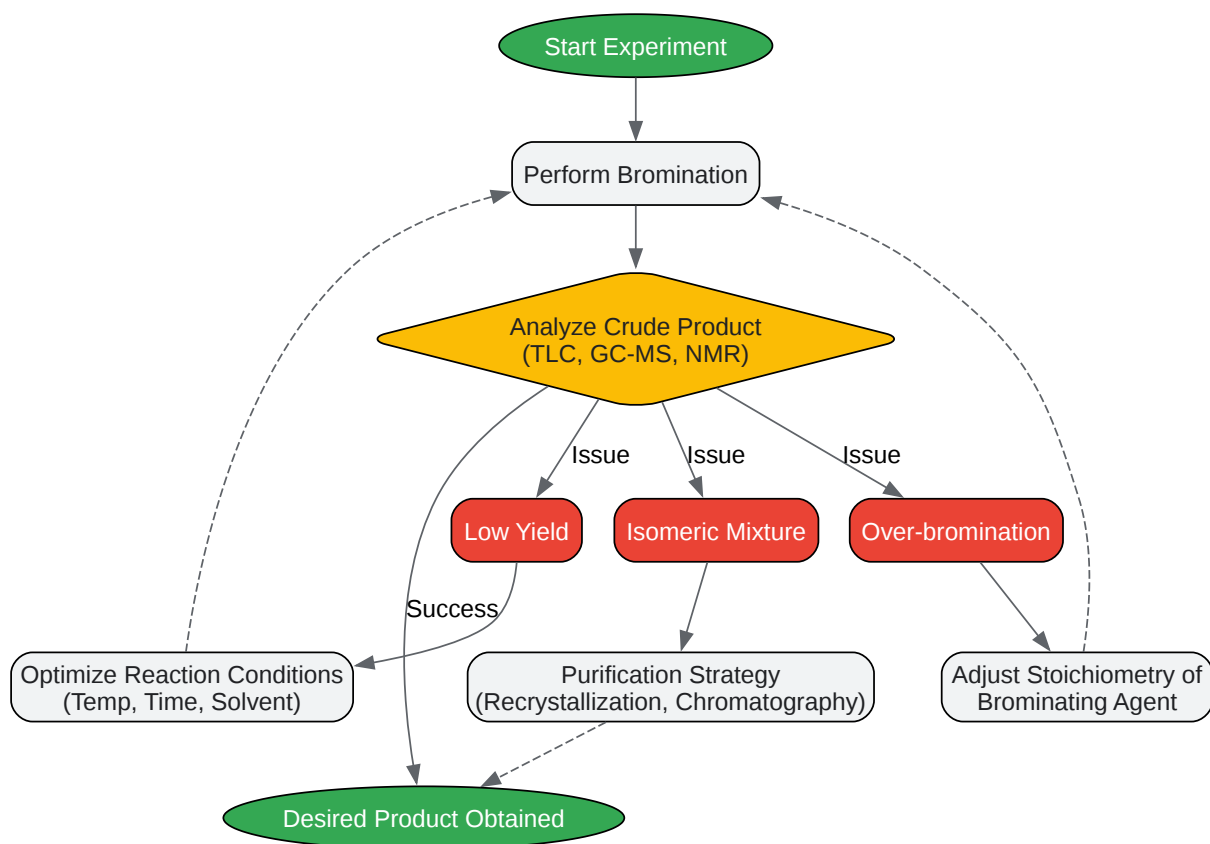 Start Experiment
Perform Bromination
Analyze Crude Product
(TLC, GC-MS, NMR)
Issue
Issue
Issue
Low Yield
Isomeric Mixture
Over-bromination
Success
Optimize Reaction Conditions
(Temp, Time, Solvent)
Purification Strategy
(Recrystallization, Chromatography)
Adjust Stoichiometry of
Brominating Agent
Desired Product Obtained